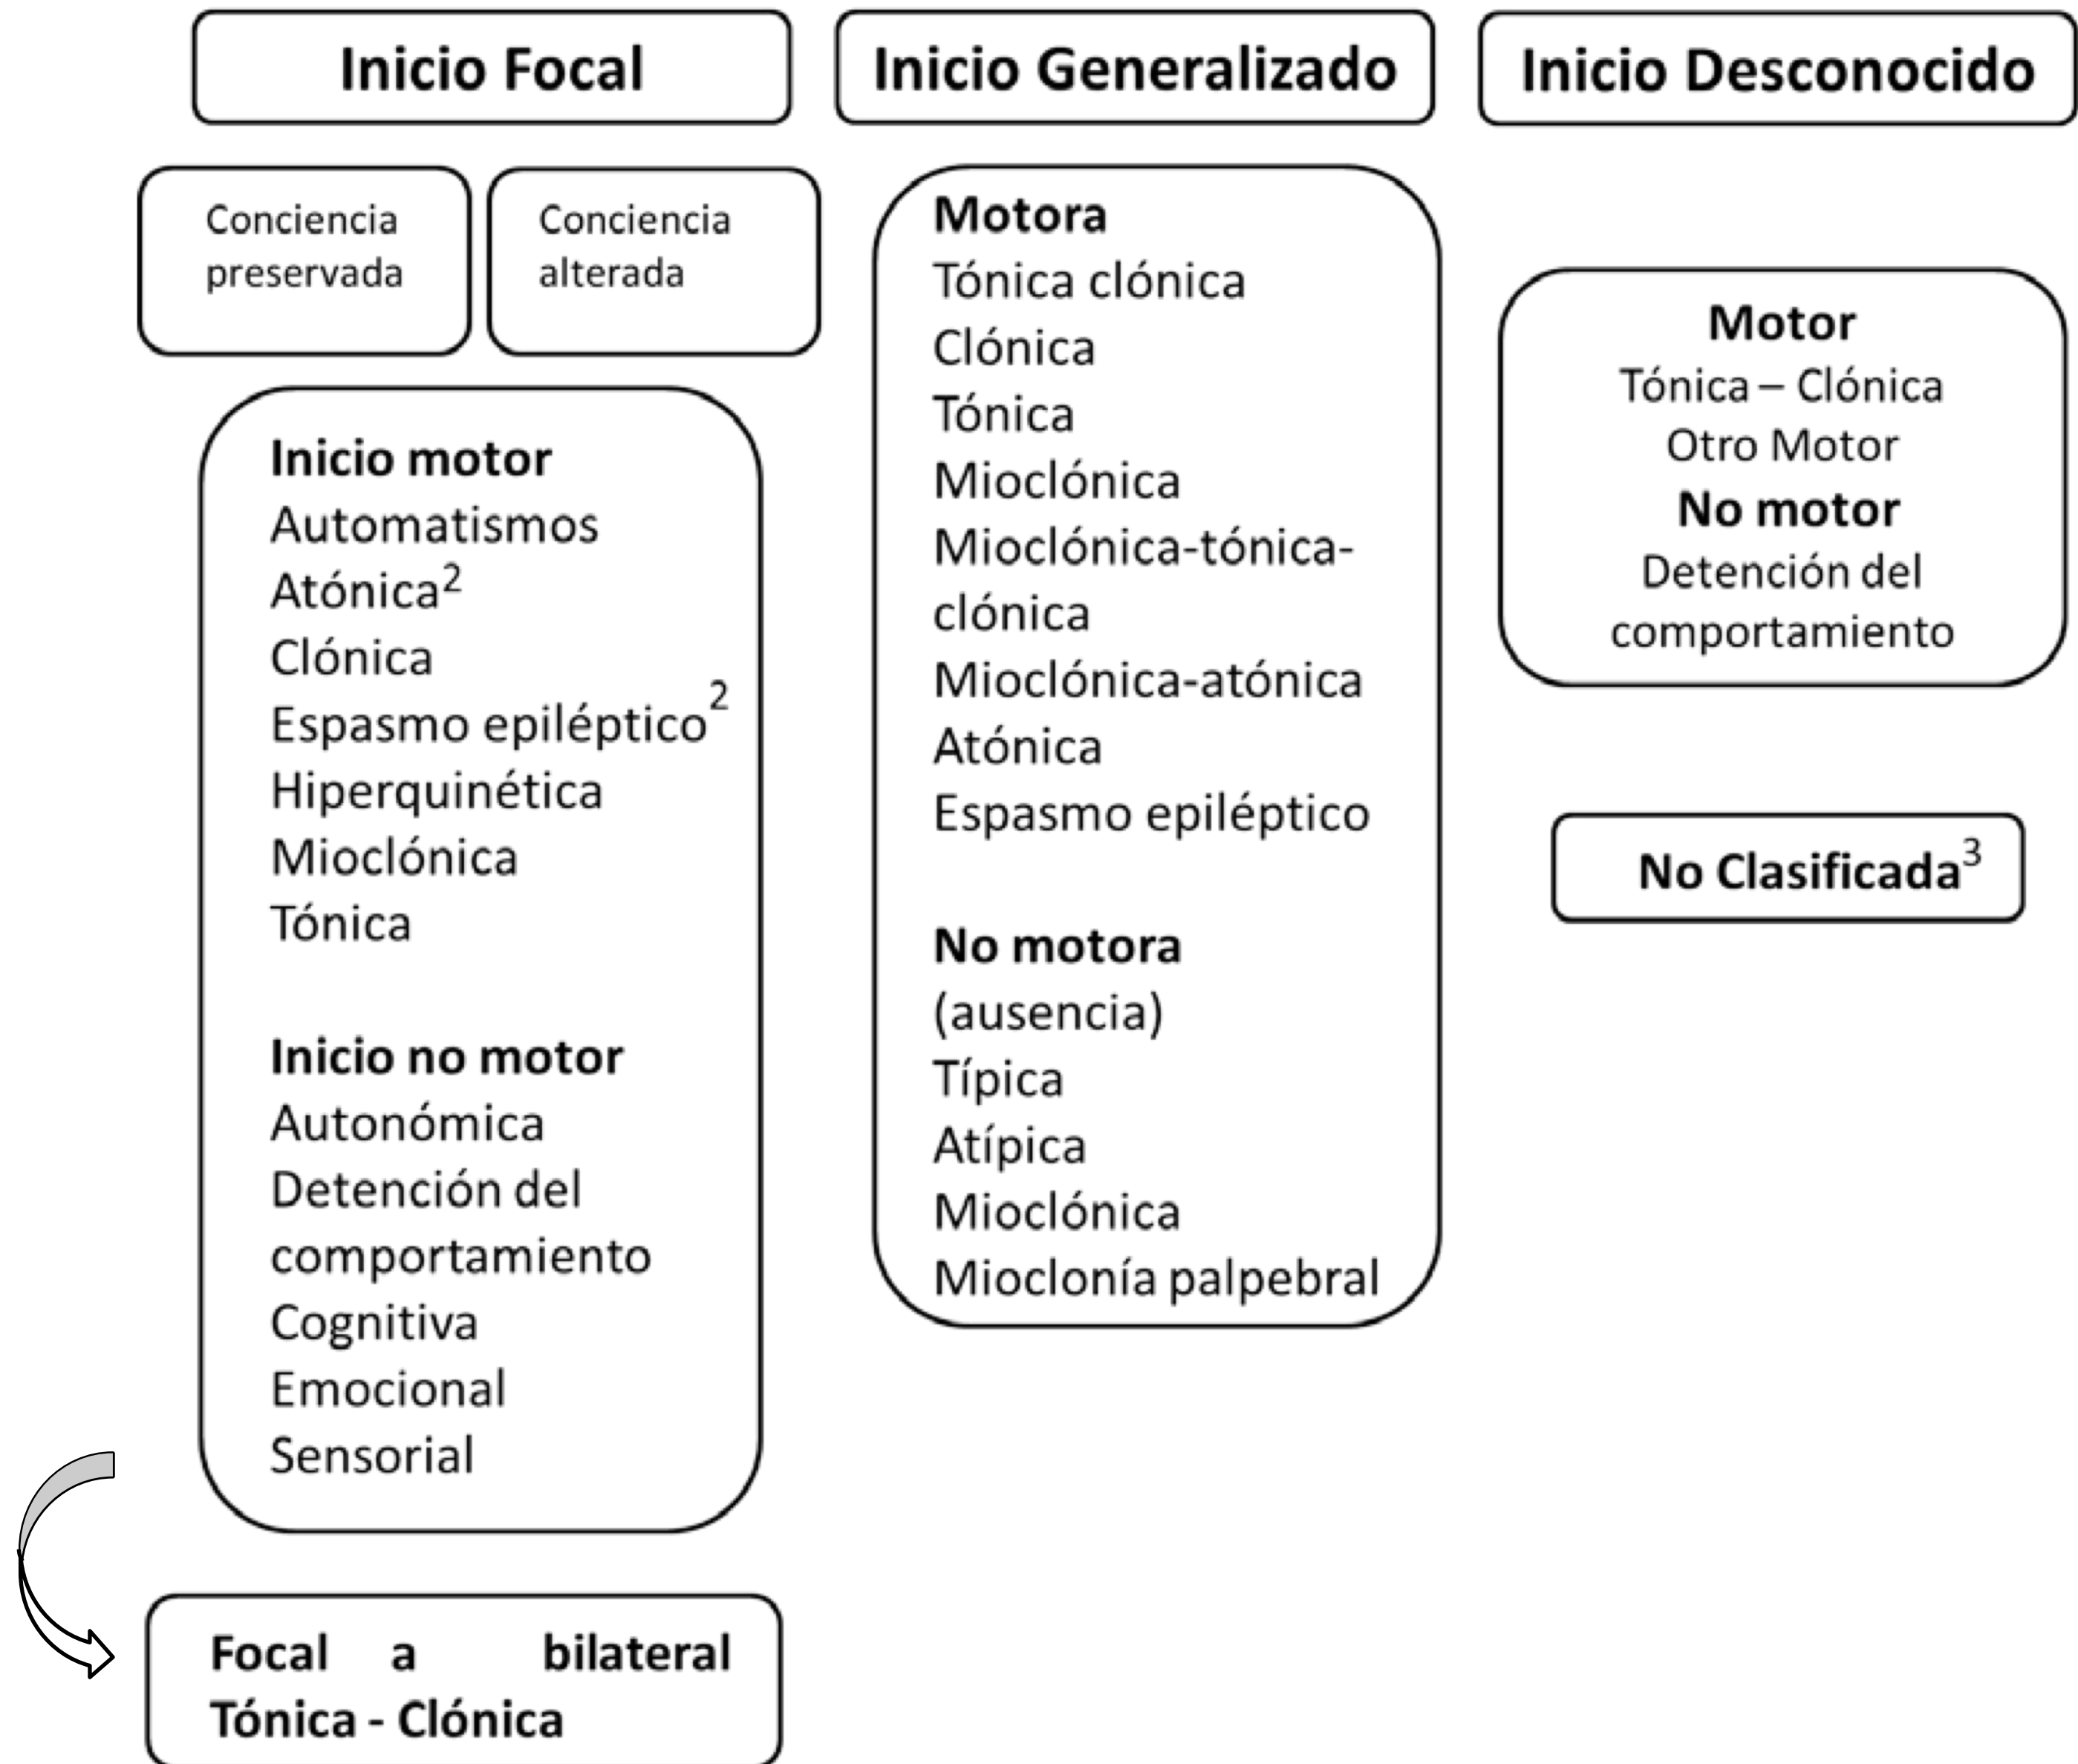 Inicio Focal
Conciencia
preservada
Conciencia
alterada
Inicio motor
Automatismos
Atónica²
Clónica
Espasmo epiléptico²
Hiperquinética
Mioclónica
Tónica
Inicio no motor
Autonómica
Detención del
comportamiento
Cognitiva
Emocional
Sensorial
Focal a bilateral
Tónica - Clónica
Inicio Generalizado
Motora
Tónica clónica
Clónica
Tónica
Mioclónica
Mioclónica-tónica-
clónica
Mioclónica-atónica
Atónica
Espasmo epiléptico
No motora
(ausencia)
Típica
Atípica
Mioclónica
Mioclonía palpebral
Inicio Desconocido
Motor
Tónica – Clónica
Otro Motor
No motor
Detención del
comportamiento
No Clasificada³